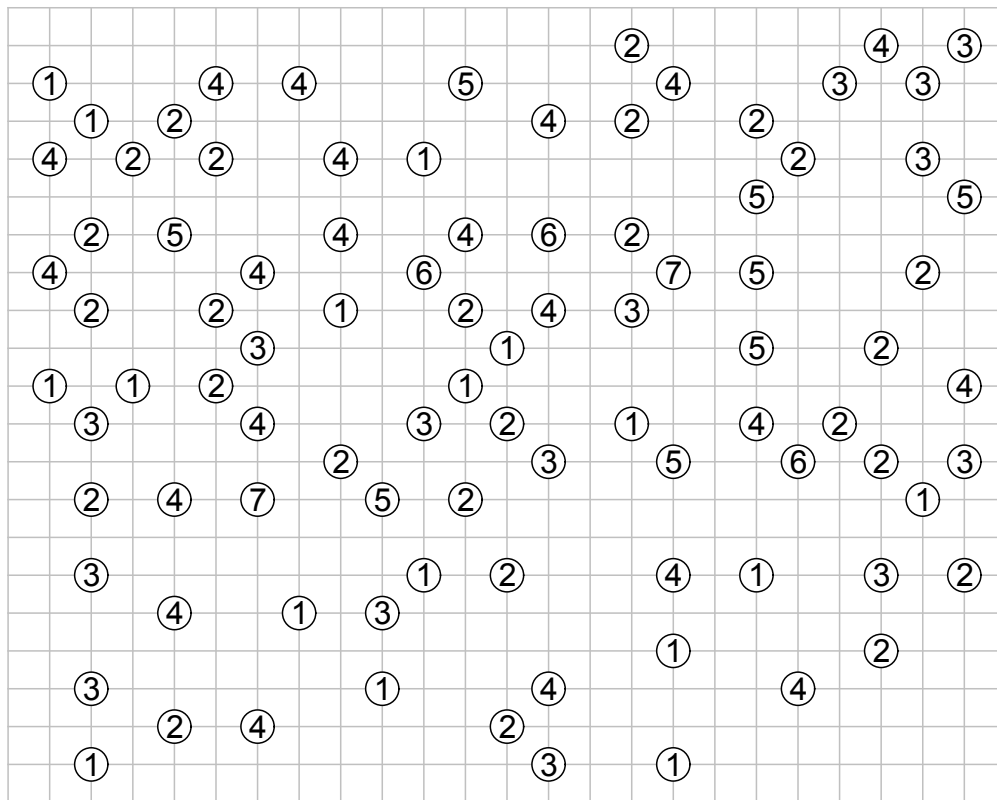 2 4 3
1 4 4 5 4 3 3
1 2 4 2 2
4 2 2 4 1 2 3
5 5
2 5 4 4 6 2
4 4 6 7 5 2
2 2 1 2 4 3
3 1 5 2
1 1 2 1 4
3 4 3 2 1 4 2
2 3 5 6 2 3
2 4 7 5 2 1
3 1 2 4 1 3 2
4 1 3
1 2
3 1 4 4
2 4 2
1 3 1